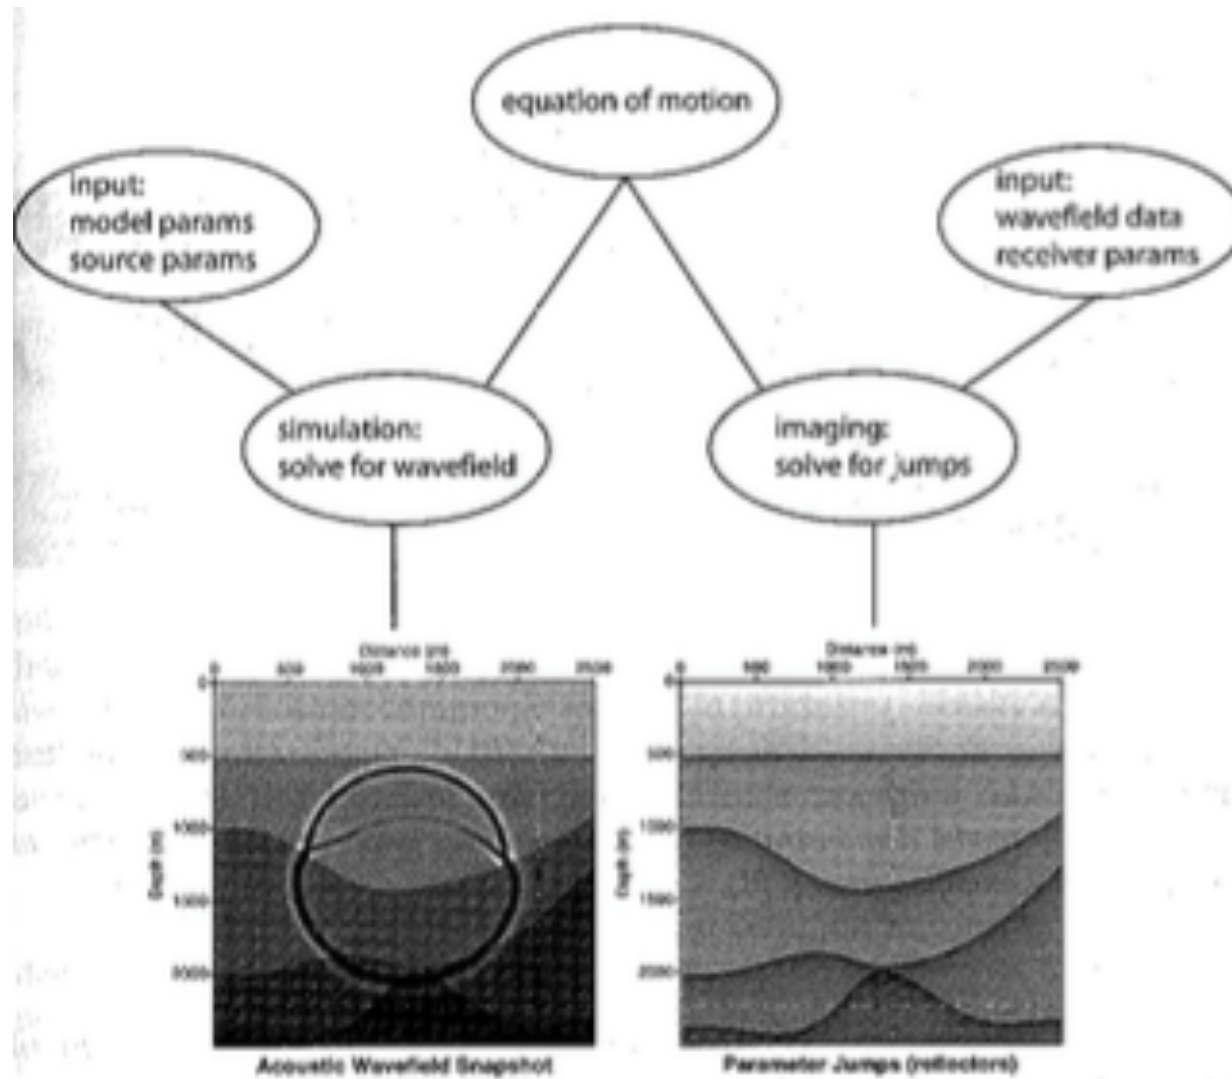 equation of motion
input:
model params
source params
input:
wavefield data
receiver params
simulation:
solve for wavefield
imaging:
solve for jumps
Distance (m)
0 500 1000 1500 2000 2500
0
500
1000
1500
2000
Depth (m)
Acoustic Wavefield Snapshot
Distance (m)
0 500 1000 1500 2000 2500
0
500
1000
1500
2000
Depth (m)
Parameter Jumps (reflectors)